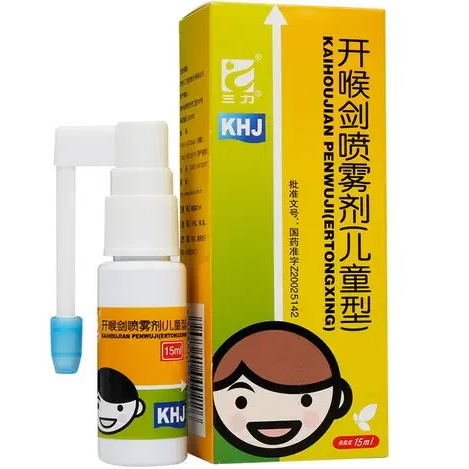 三力
KHJ
开喉剑喷雾剂(儿童型)
KAIHOUJIAN PENWUJI(ERTONGXING)
批准文号：国药准字Z20025142
15ml
开喉剑喷雾剂(儿童型
KAIHOUJIAN PENWUJI(ERTONGXING
15ml
KHJ